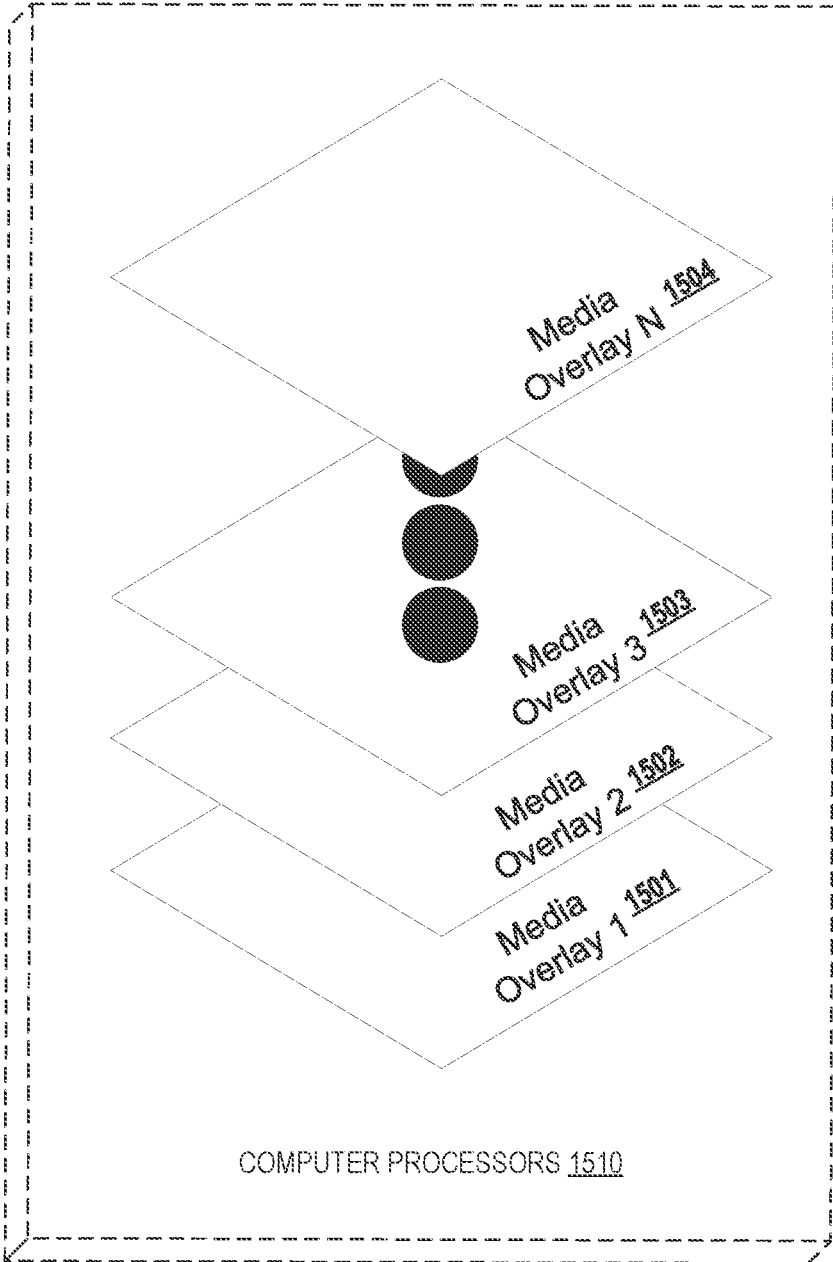 Media
Overlay N 1504
Media
Overlay 3 1503
Media
Overlay 2 1502
Media
Overlay 1 1501
COMPUTER PROCESSORS 1510